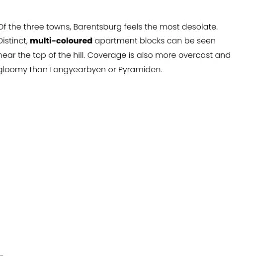 Of the three towns, Barentsburg feels the most desolate.
Distinct, multi-coloured apartment blocks can be seen
near the top of the hill. Coverage is also more overcast and
gloomy than Longyearbyen or Pyramiden.